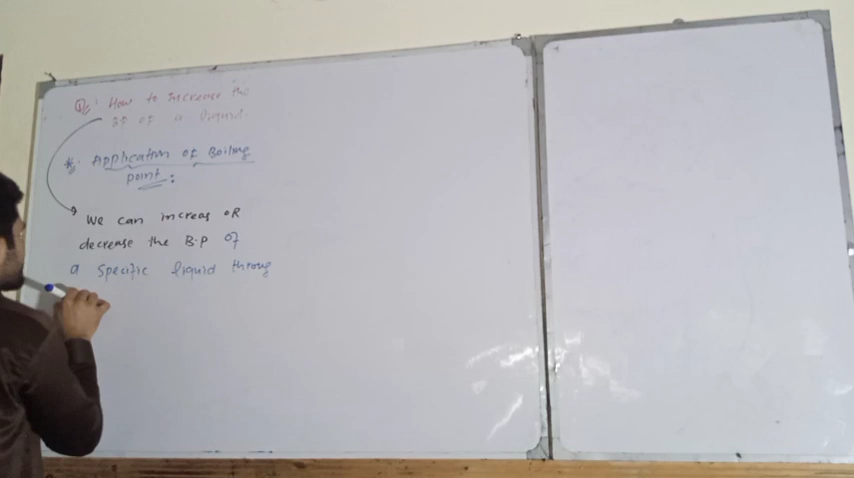 Q: How to increase the
BP of a liquid.
* Application of Boiling
point:
We can increas OR
decrease the B.P of
a specific liquid throug